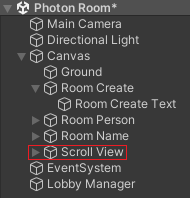 Photon Room*
Main Camera
Directional Light
Canvas
Ground
Room Create
Room Create Text
Room Person
Room Name
Scroll View
EventSystem
Lobby Manager